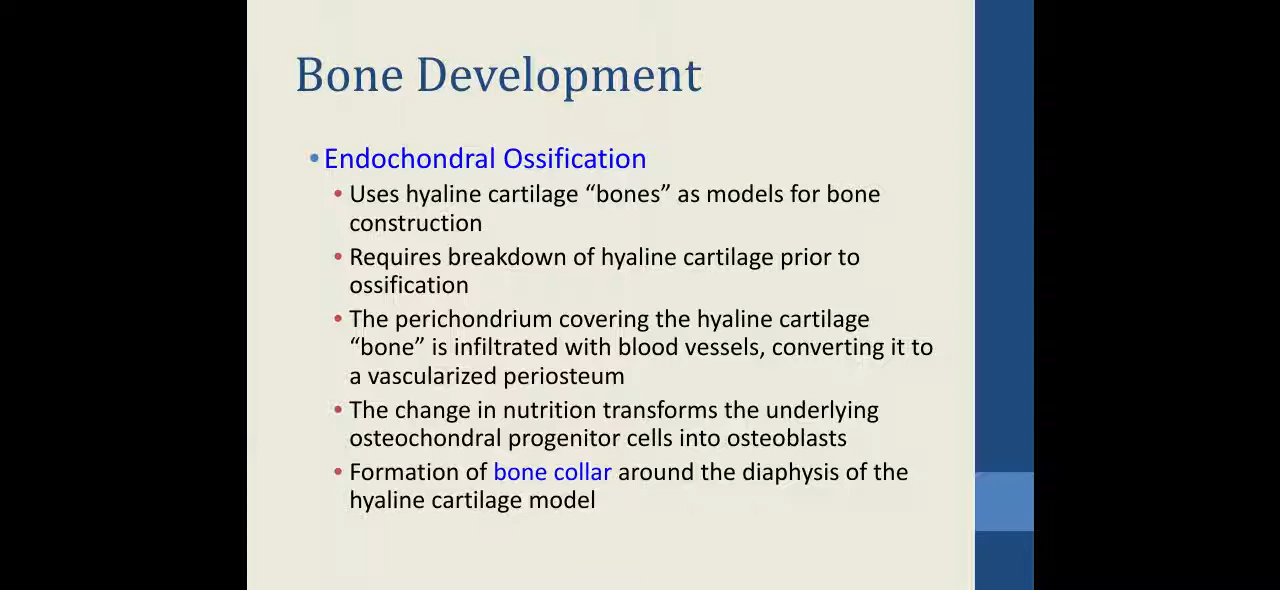 Bone Development
•Endochondral Ossification
• Uses hyaline cartilage “bones” as models for bone
construction
• Requires breakdown of hyaline cartilage prior to
ossification
• The perichondrium covering the hyaline cartilage
“bone” is infiltrated with blood vessels, converting it to
a vascularized periosteum
• The change in nutrition transforms the underlying
osteochondral progenitor cells into osteoblasts
• Formation of bone collar around the diaphysis of the
hyaline cartilage model